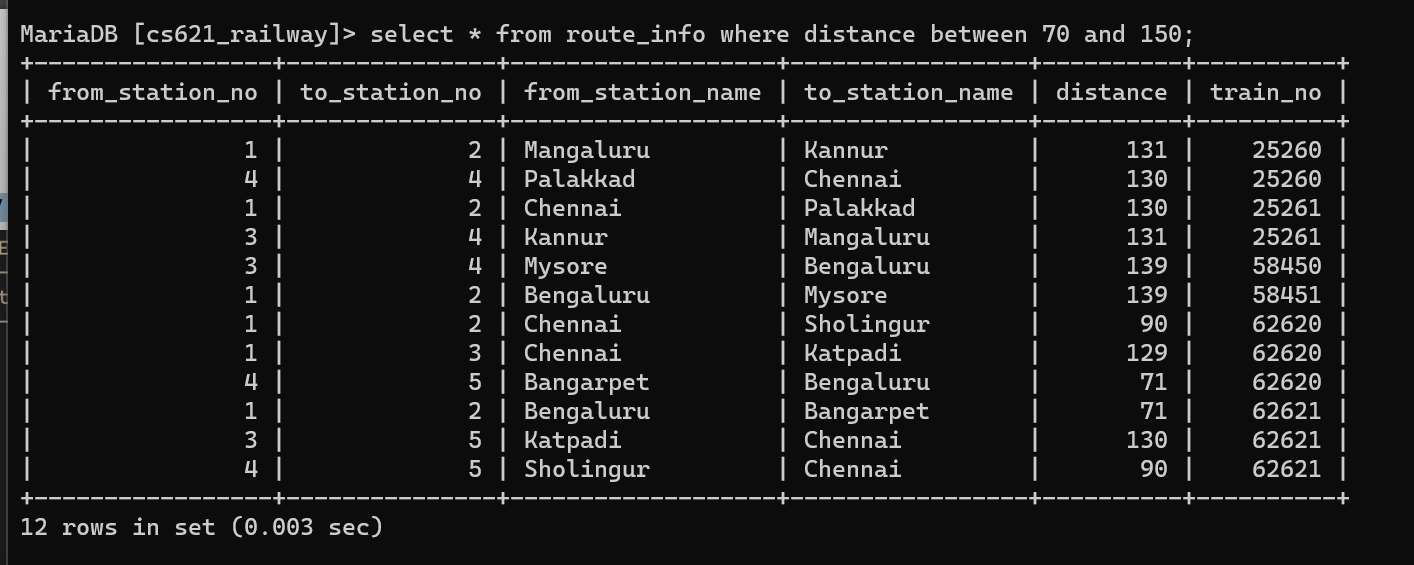 MariaDB [cs621_railway]> select * from route_info where distance between 70 and 150;
+-----------------+---------------+-------------------+-----------------+----------+----------+
| from_station_no | to_station_no | from_station_name | to_station_name | distance | train_no |
+-----------------+---------------+-------------------+-----------------+----------+----------+
|               1 |             2 | Mangaluru         | Kannur          |      131 |    25260 |
|               4 |             4 | Palakkad          | Chennai         |      130 |    25260 |
|               1 |             2 | Chennai           | Palakkad        |      130 |    25261 |
|               3 |             4 | Kannur            | Mangaluru       |      131 |    25261 |
|               3 |             4 | Mysore            | Bengaluru       |      139 |    58450 |
|               1 |             2 | Bengaluru         | Mysore          |      139 |    58451 |
|               1 |             2 | Chennai           | Sholingur       |       90 |    62620 |
|               1 |             3 | Chennai           | Katpadi         |      129 |    62620 |
|               4 |             5 | Bangarpet         | Bengaluru       |       71 |    62620 |
|               1 |             2 | Bengaluru         | Bangarpet       |       71 |    62621 |
|               3 |             5 | Katpadi           | Chennai         |      130 |    62621 |
|               4 |             5 | Sholingur         | Chennai         |       90 |    62621 |
+-----------------+---------------+-------------------+-----------------+----------+----------+
12 rows in set (0.003 sec)